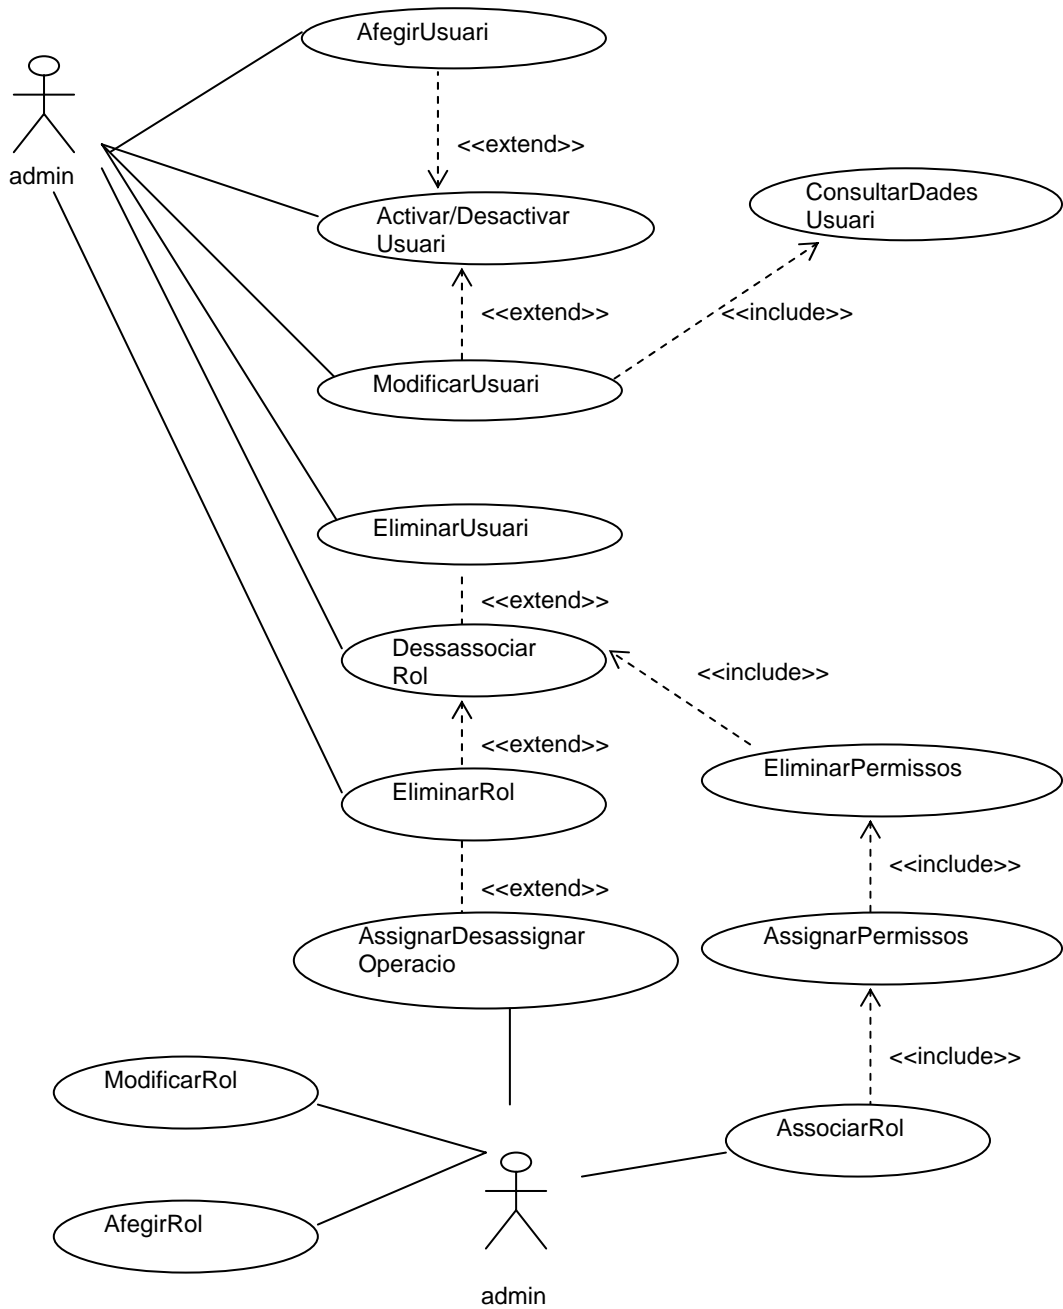 AfegirUsuari
<<extend>>
admin
ConsultarDades
Usuari
Activar/Desactivar
Usuari
<<extend>>
<<include>>
ModificarUsuari
EliminarUsuari
<<extend>>
Dessassociar
Rol
<<include>>
<<extend>>
EliminarPermissos
EliminarRol
<<include>>
<<extend>>
AssignarDesassignar
Operacio
AssignarPermissos
<<include>>
ModificarRol
AssociarRol
AfegirRol
admin